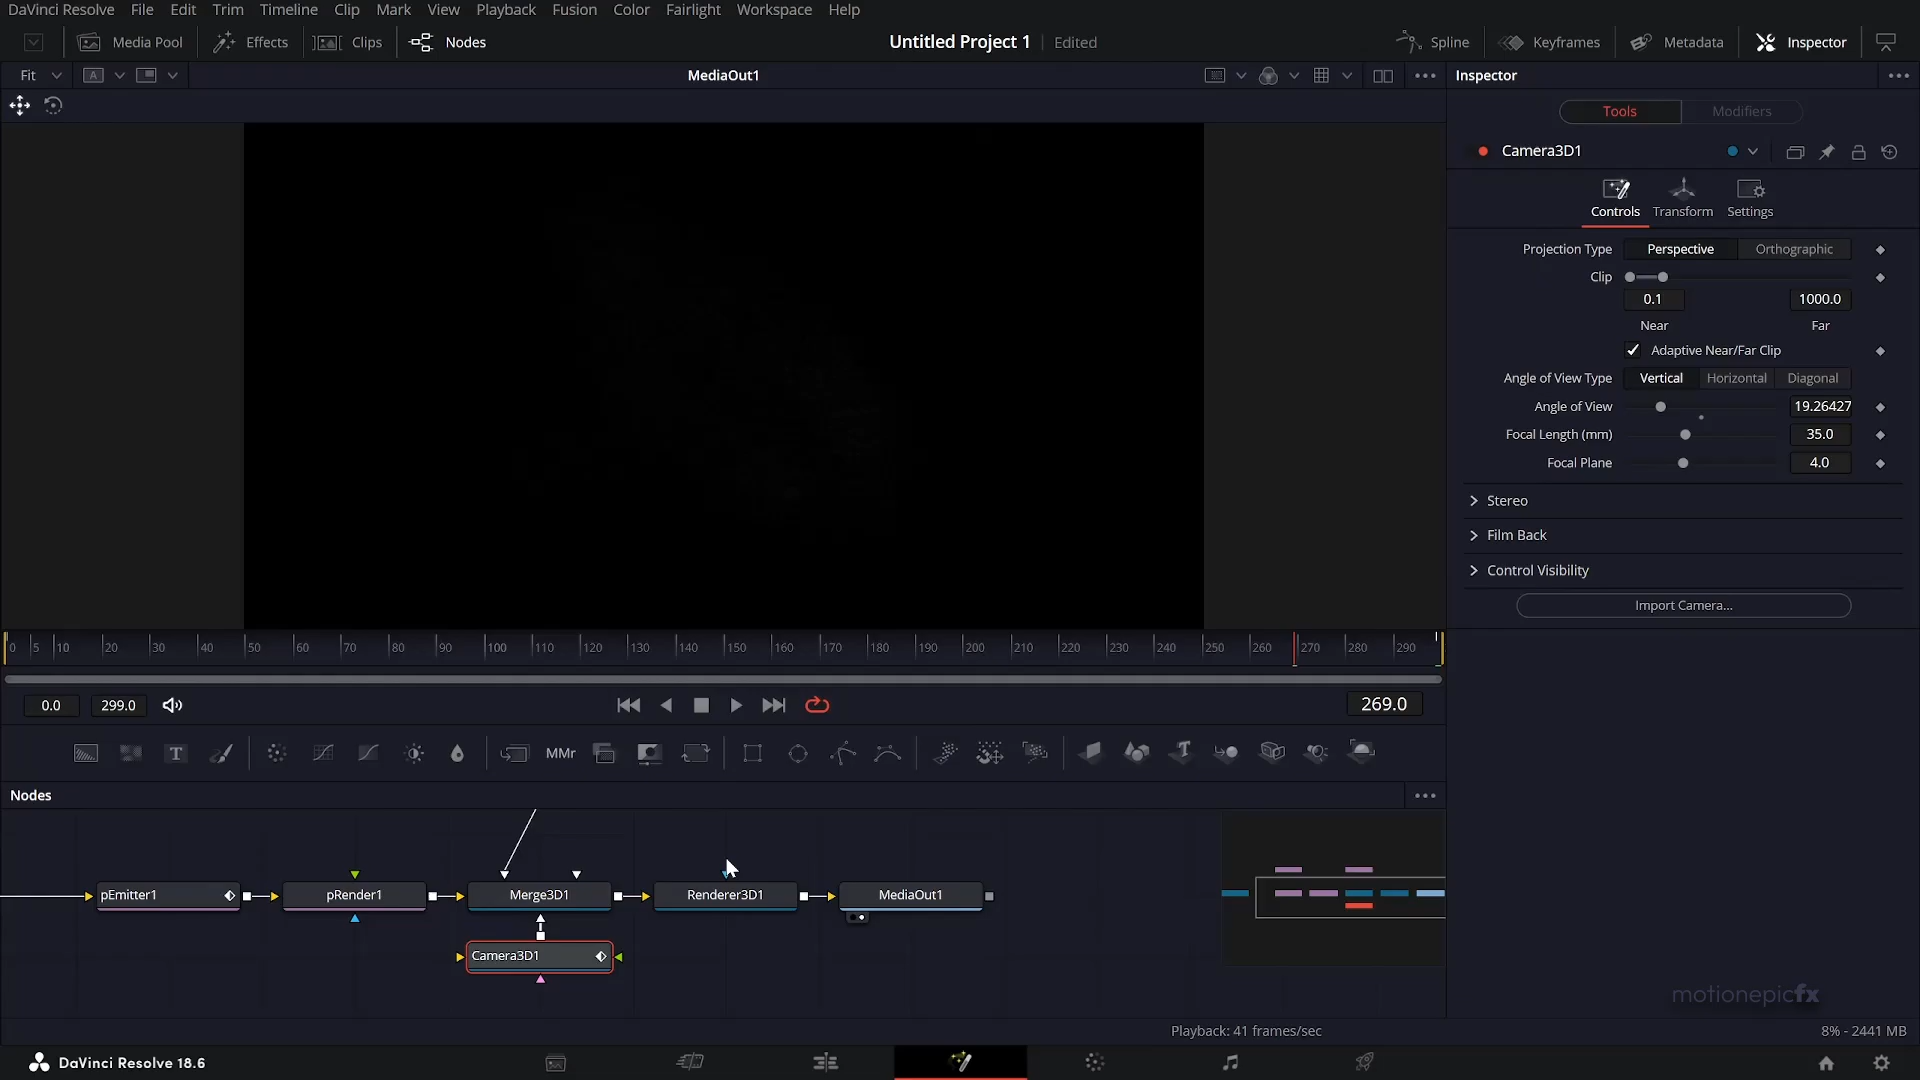 DaVinci Resolve File Edit Trim Timeline Clip Mark View Playback Fusion Color Fairlight Workspace Help
Media Pool Effects Clips Nodes Untitled Project 1 Edited Spline Keyframes Metadata Inspector
Fit A MediaOut1 Inspector
Tools Modifiers
Camera3D1
Controls Transform Settings
Projection Type Perspective Orthographic
Clip
0.1 1000.0
Near Far
Adaptive Near/Far Clip
Angle of View Type Vertical Horizontal Diagonal
Angle of View 19.26427
Focal Length (mm) 35.0
Focal Plane 4.0
Stereo
Film Back
Control Visibility
Import Camera...
0 5 10 20 30 40 50 60 70 80 90 100 110 120 130 140 150 160 170 180 190 200 210 220 230 240 250 260 270 280 290
0.0 299.0 269.0
T MMr T
Nodes
pEmitter1 pRender1 Merge3D1 Renderer3D1 MediaOut1
Camera3D1
motionepicfx
Playback: 41 frames/sec 8% - 2441 MB
DaVinci Resolve 18.6